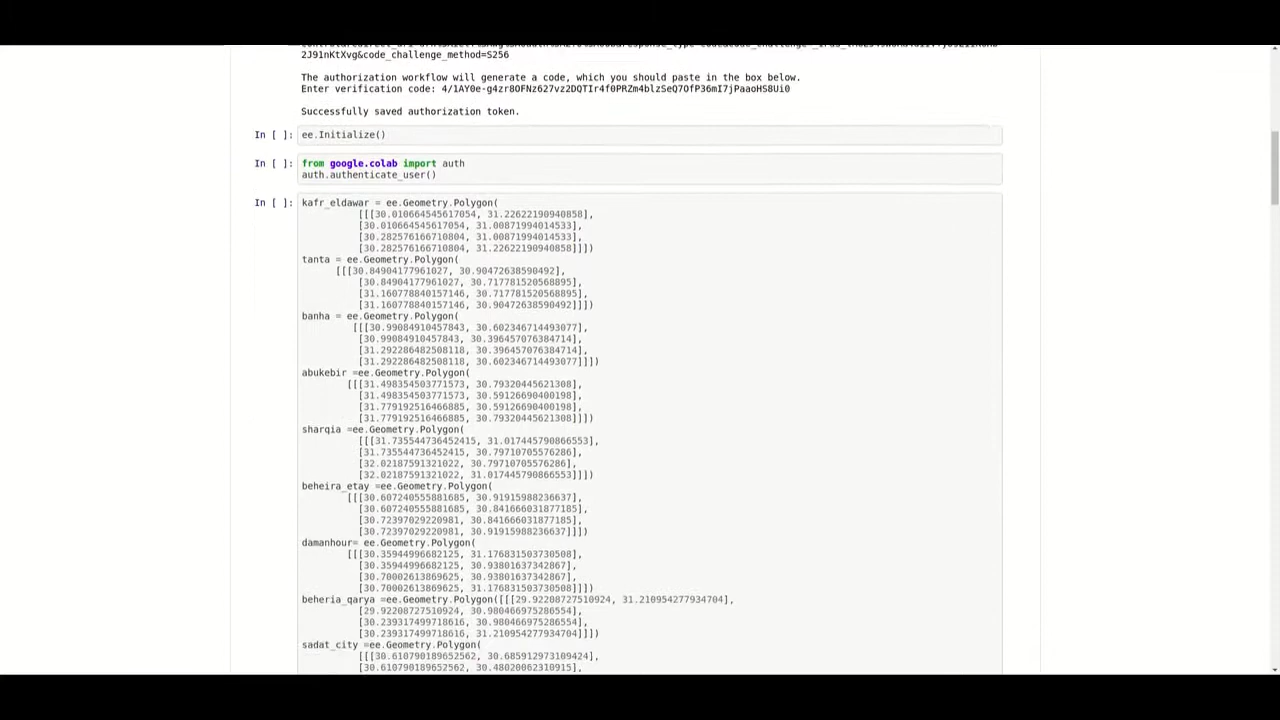 2J91nKtXvg&code_challenge_method=S256
The authorization workflow will generate a code, which you should paste in the box below.
Enter verification code: 4/1AY0e-g4zr8OFNz627vz2DQTIr4f0PRZm4blzSeQ7OfP36mI7jPaaoHS8Ui0
Successfully saved authorization token.
In [ ]: ee.Initialize()
In [ ]: from google.colab import auth
auth.authenticate_user()
In [ ]: kafr_eldawar = ee.Geometry.Polygon(
[[[30.010664545617054, 31.22622190940858],
[30.010664545617054, 31.00871994014533],
[30.282576166710804, 31.00871994014533],
[30.282576166710804, 31.22622190940858]]])
tanta = ee.Geometry.Polygon(
[[[30.84904177961027, 30.90472638590492],
[30.84904177961027, 30.717781520568895],
[31.160778840157146, 30.717781520568895],
[31.160778840157146, 30.90472638590492]]])
banha = ee.Geometry.Polygon(
[[[30.99084910457843, 30.602346714493077],
[30.99084910457843, 30.396457076384714],
[31.292286482508118, 30.396457076384714],
[31.292286482508118, 30.602346714493077]]])
abukebir =ee.Geometry.Polygon(
[[[31.498354503771573, 30.79320445621308],
[31.498354503771573, 30.59126690400198],
[31.779192516466885, 30.59126690400198],
[31.779192516466885, 30.79320445621308]]])
sharqia =ee.Geometry.Polygon(
[[[31.735544736452415, 31.017445790866553],
[31.735544736452415, 30.79710705576286],
[32.02187591321022, 30.79710705576286],
[32.02187591321022, 31.017445790866553]]])
beheira_etay =ee.Geometry.Polygon(
[[[30.607240555881685, 30.91915988236637],
[30.607240555881685, 30.841666031877185],
[30.72397029220981, 30.841666031877185],
[30.72397029220981, 30.91915988236637]]])
damanhour= ee.Geometry.Polygon(
[[[30.35944996682125, 31.176831503730508],
[30.35944996682125, 30.93801637342867],
[30.70002613869625, 30.93801637342867],
[30.70002613869625, 31.176831503730508]]])
beheria_qarya =ee.Geometry.Polygon([[[29.92208727510924, 31.210954277934704],
[29.92208727510924, 30.980466975286554],
[30.239317499718616, 30.980466975286554],
[30.239317499718616, 31.210954277934704]]])
sadat_city =ee.Geometry.Polygon(
[[[30.610790189652562, 30.685912973109424],
[30.610790189652562, 30.48020062310915],